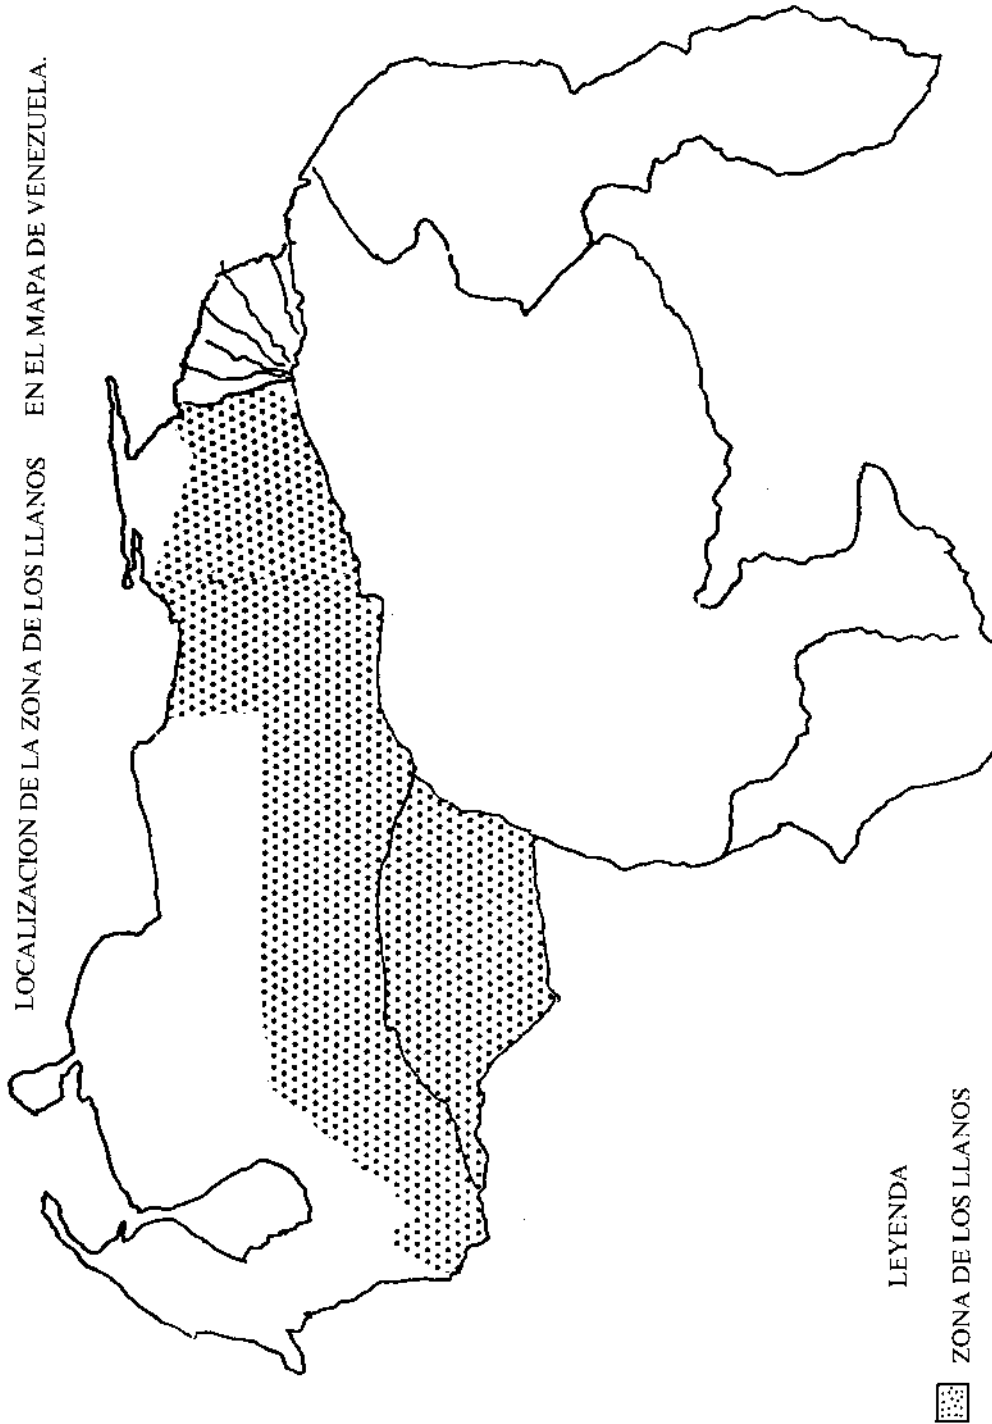 LOCALIZACION DE LA ZONA DE LOS LLANOS EN EL MAPA DE VENEZUELA.
LEYENDA
ZONA DE LOS LLANOS